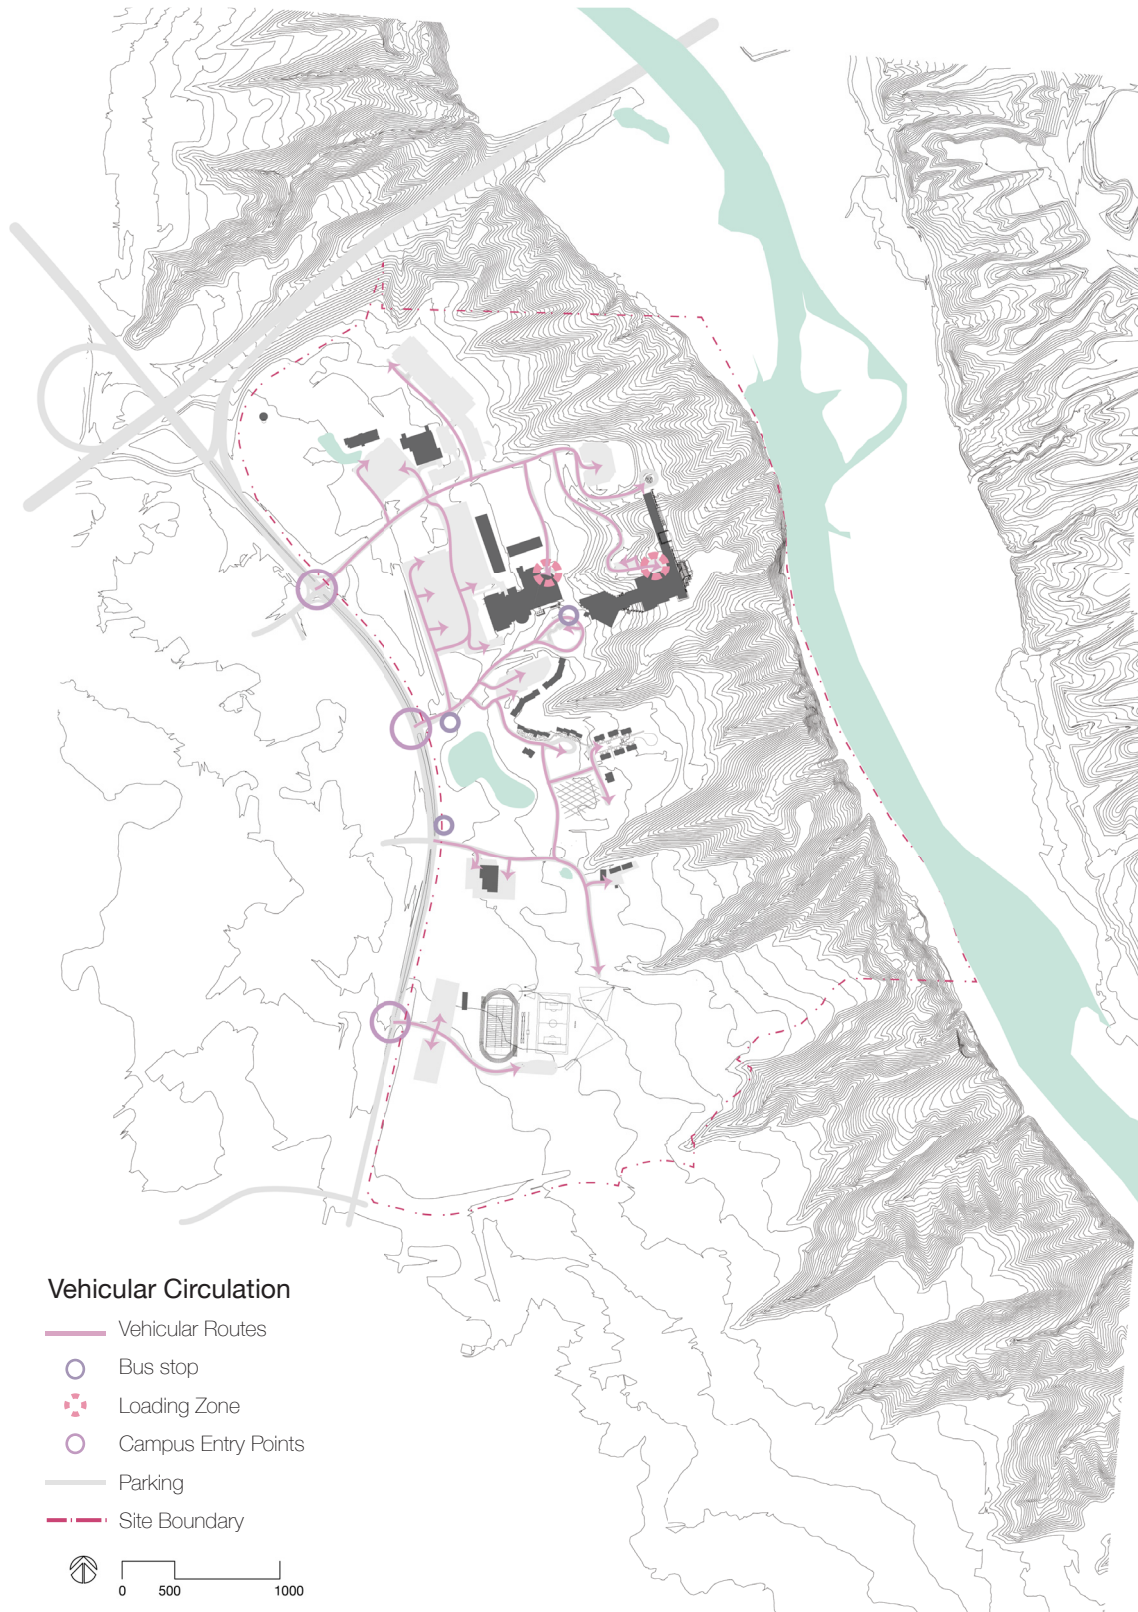 Vehicular Circulation
Vehicular Routes
Bus stop
Loading Zone
Campus Entry Points
Parking
Site Boundary
0 500 1000